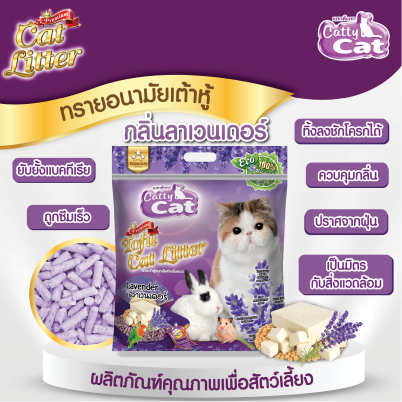 Premium
Cat
Litter
Catty
Cat
ทรายอนามัยเต้าหู้
กลิ่นลาเวนเดอร์
ทิ้งลงชักโครกได้
ยับยั้งแบคทีเรีย
ควบคุมกลิ่น
ถูกซึมเร็ว
ปราศจากฝุ่น
เป็นมิตร
กับสิ่งแวดล้อม
Eco
100%
Catty
Cat
Premium
Tofu
Cat Litter
Lavender
ลาเวนเดอร์
ผลิตภัณฑ์คุณภาพเพื่อสัตว์เลี้ยง